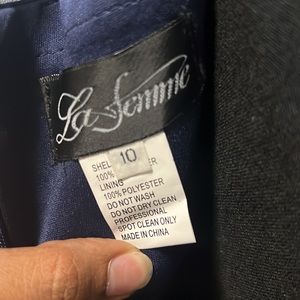 La Femme
10
100%
LINING
100% POLYESTER
DO NOT WASH
DO NOT DRY CLEAN
PROFESSIONAL
SPOT CLEAN ONLY
MADE IN CHINA